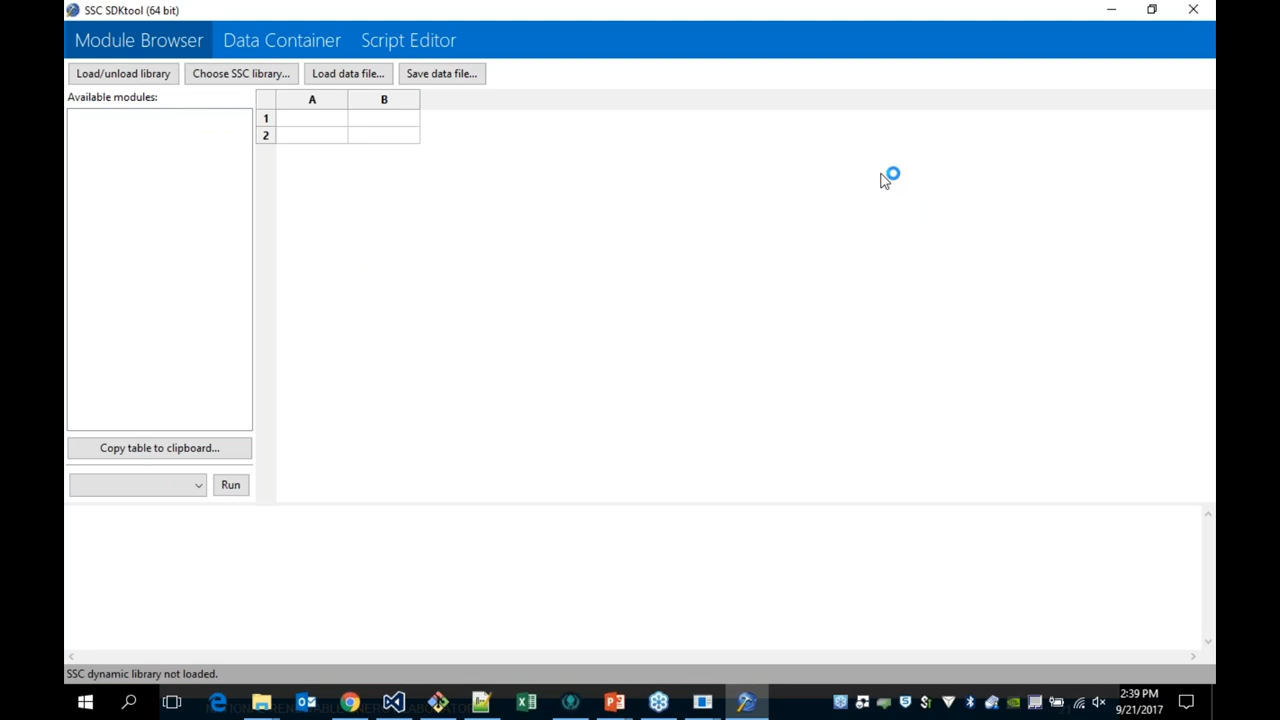 SSC SDKtool (64 bit)
Module Browser Data Container Script Editor
Load/unload library Choose SSC library... Load data file... Save data file...
Available modules:
A B
1
2
Copy table to clipboard...
Run
SSC dynamic library not loaded.
2:39 PM
9/21/2017